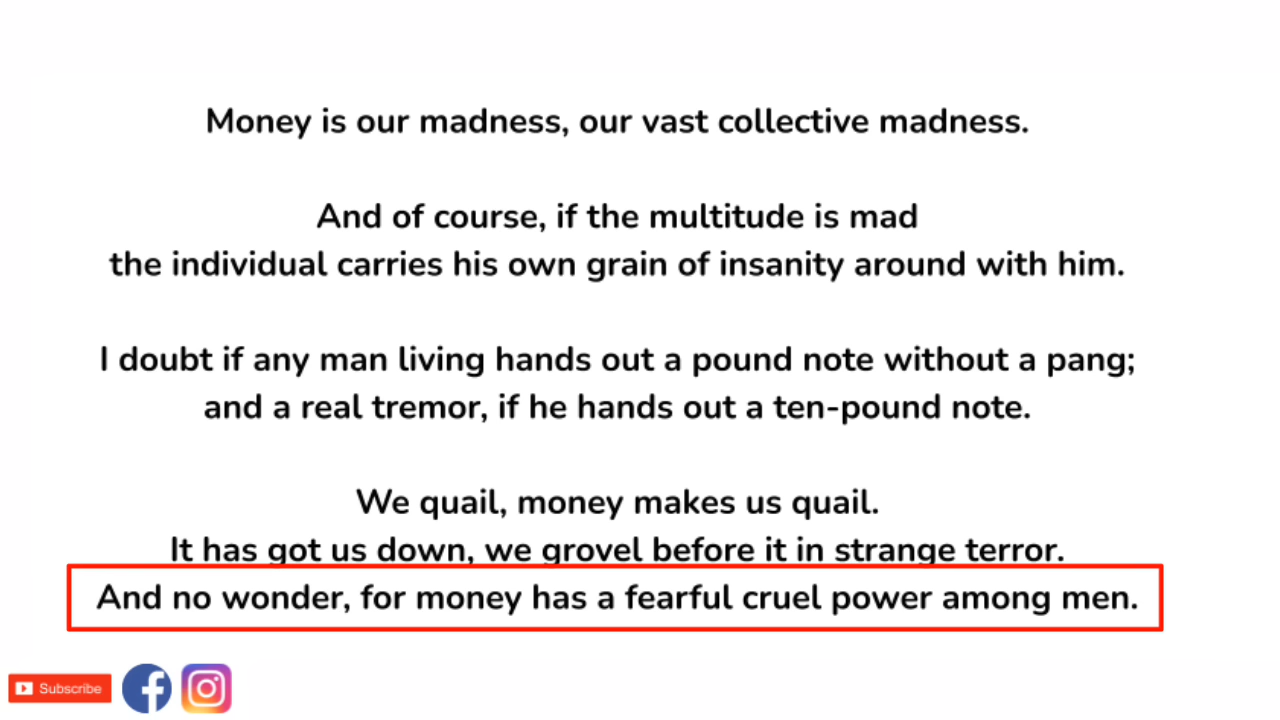 Money is our madness, our vast collective madness.
And of course, if the multitude is mad
the individual carries his own grain of insanity around with him.
I doubt if any man living hands out a pound note without a pang;
and a real tremor, if he hands out a ten-pound note.
We quail, money makes us quail.
It has got us down, we grovel before it in strange terror.
And no wonder, for money has a fearful cruel power among men.
Subscribe